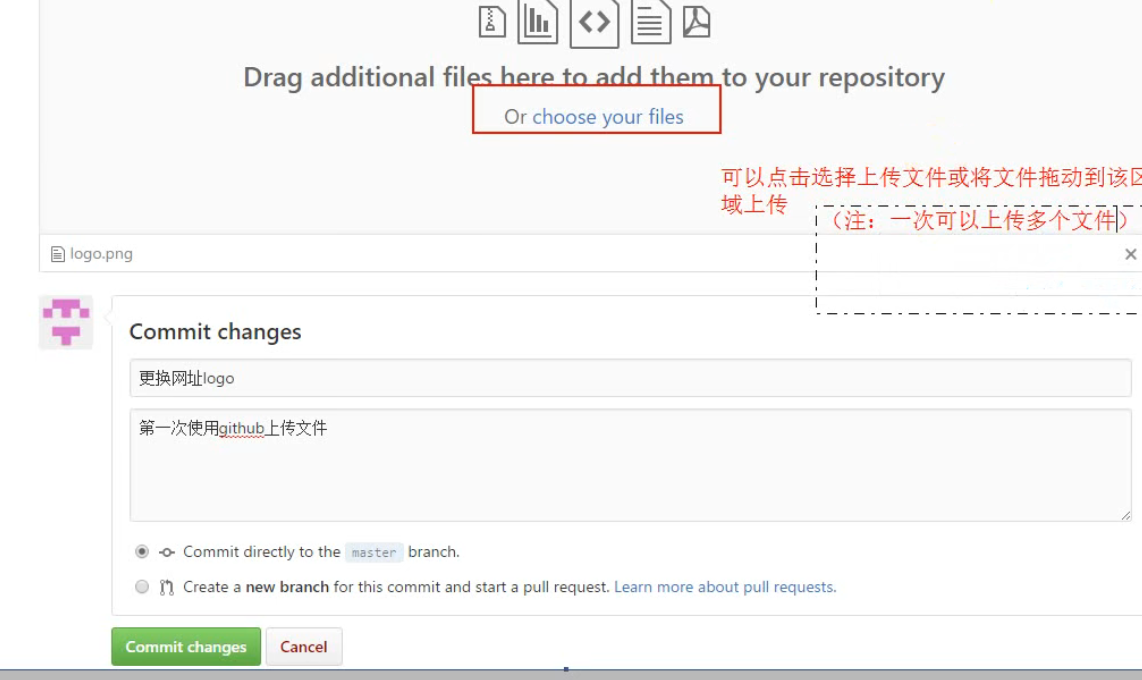 Drag additional files here to add them to your repository
Or choose your files
可以点击选择上传文件或将文件拖动到该区
域上传
（注：一次可以上传多个文件）
logo.png
Commit changes
更换网址logo
第一次使用github上传文件
Commit directly to the master branch.
Create a new branch for this commit and start a pull request. Learn more about pull requests.
Commit changes Cancel